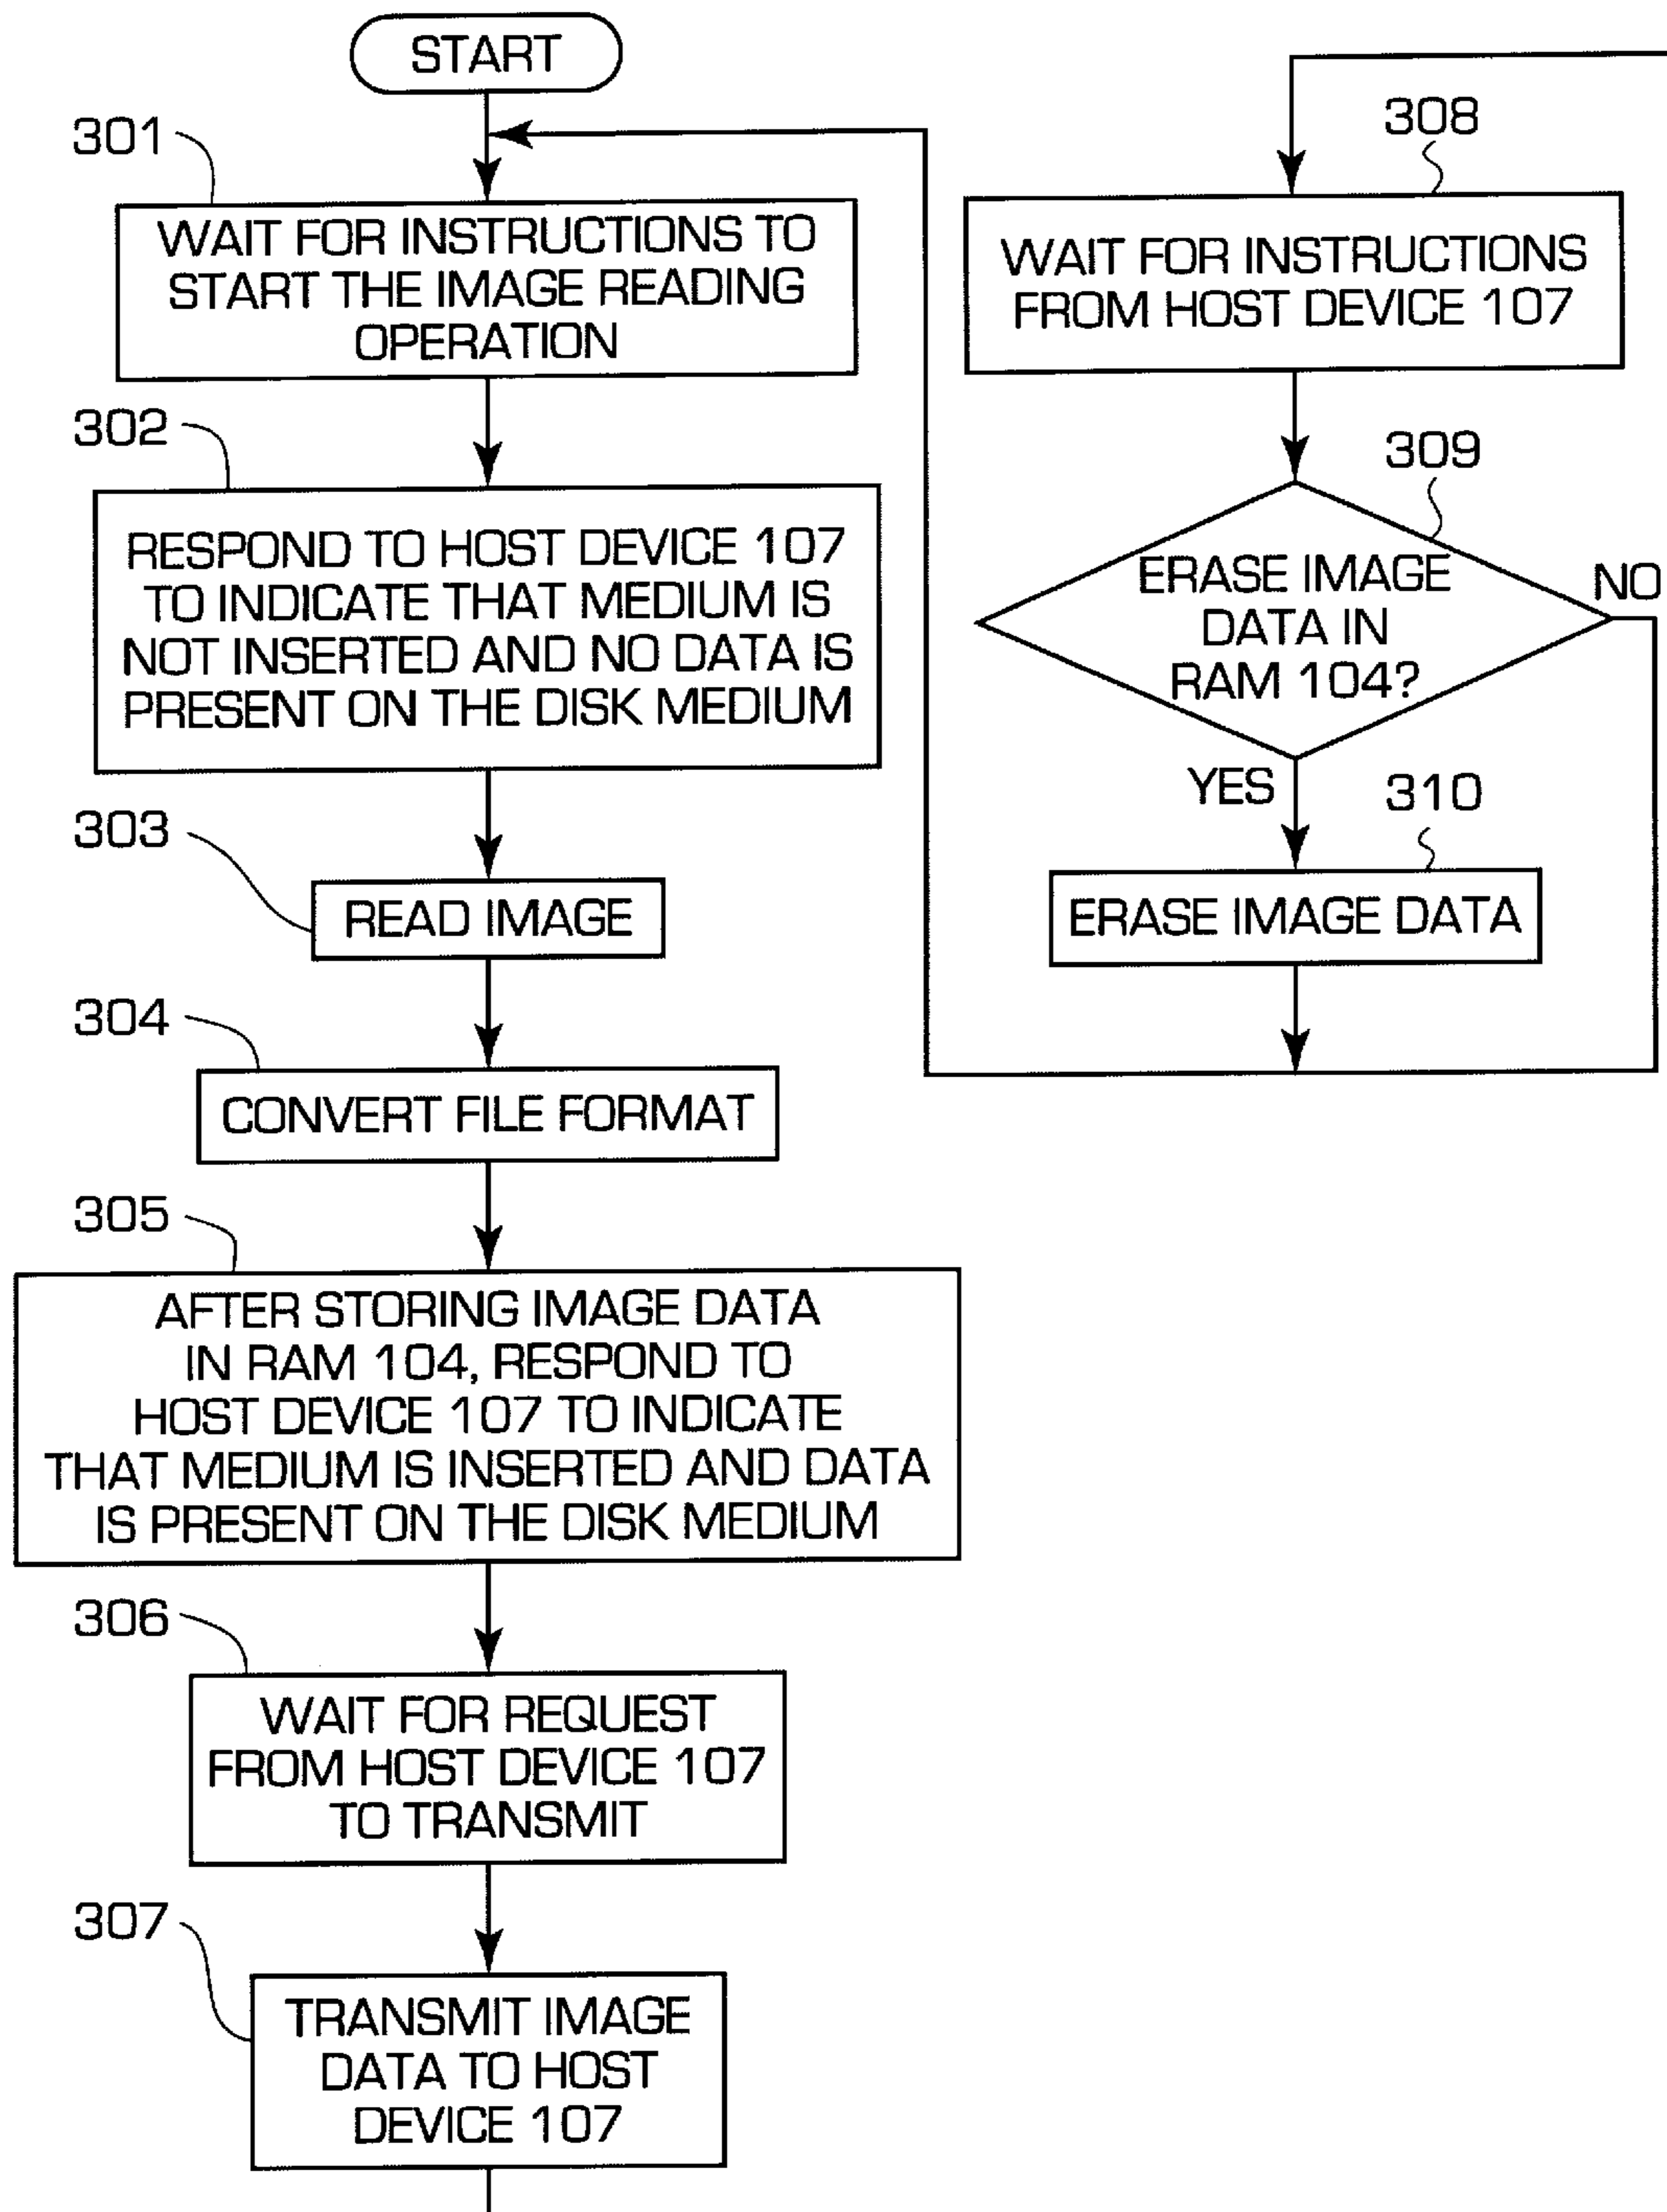 START
301
WAIT FOR INSTRUCTIONS TO
START THE IMAGE READING
OPERATION
302
RESPOND TO HOST DEVICE 107
TO INDICATE THAT MEDIUM IS
NOT INSERTED AND NO DATA IS
PRESENT ON THE DISK MEDIUM
303
READ IMAGE
304
CONVERT FILE FORMAT
305
AFTER STORING IMAGE DATA
IN RAM 104, RESPOND TO
HOST DEVICE 107 TO INDICATE
THAT MEDIUM IS INSERTED AND DATA
IS PRESENT ON THE DISK MEDIUM
306
WAIT FOR REQUEST
FROM HOST DEVICE 107
TO TRANSMIT
307
TRANSMIT IMAGE
DATA TO HOST
DEVICE 107
308
WAIT FOR INSTRUCTIONS
FROM HOST DEVICE 107
309
ERASE IMAGE
DATA IN
RAM 104?
NO
YES
310
ERASE IMAGE DATA